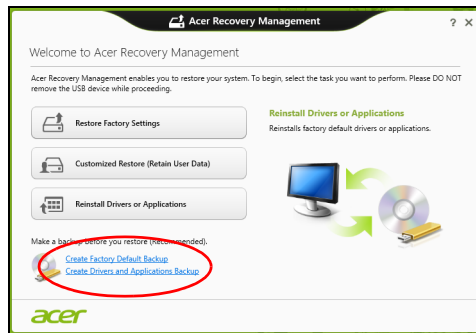 Acer Recovery Management
? X
Welcome to Acer Recovery Management
Acer Recovery Management enables you to restore your system. To begin, select the task you want to perform. Please DO NOT
remove the USB device while proceeding.
Restore Factory Settings
Customized Restore (Retain User Data)
Reinstall Drivers or Applications
Reinstall Drivers or Applications
Reinstalls factory default drivers or applications.
Make a backup before you restore (Recommended).
Create Factory Default Backup
Create Drivers and Applications Backup
acer